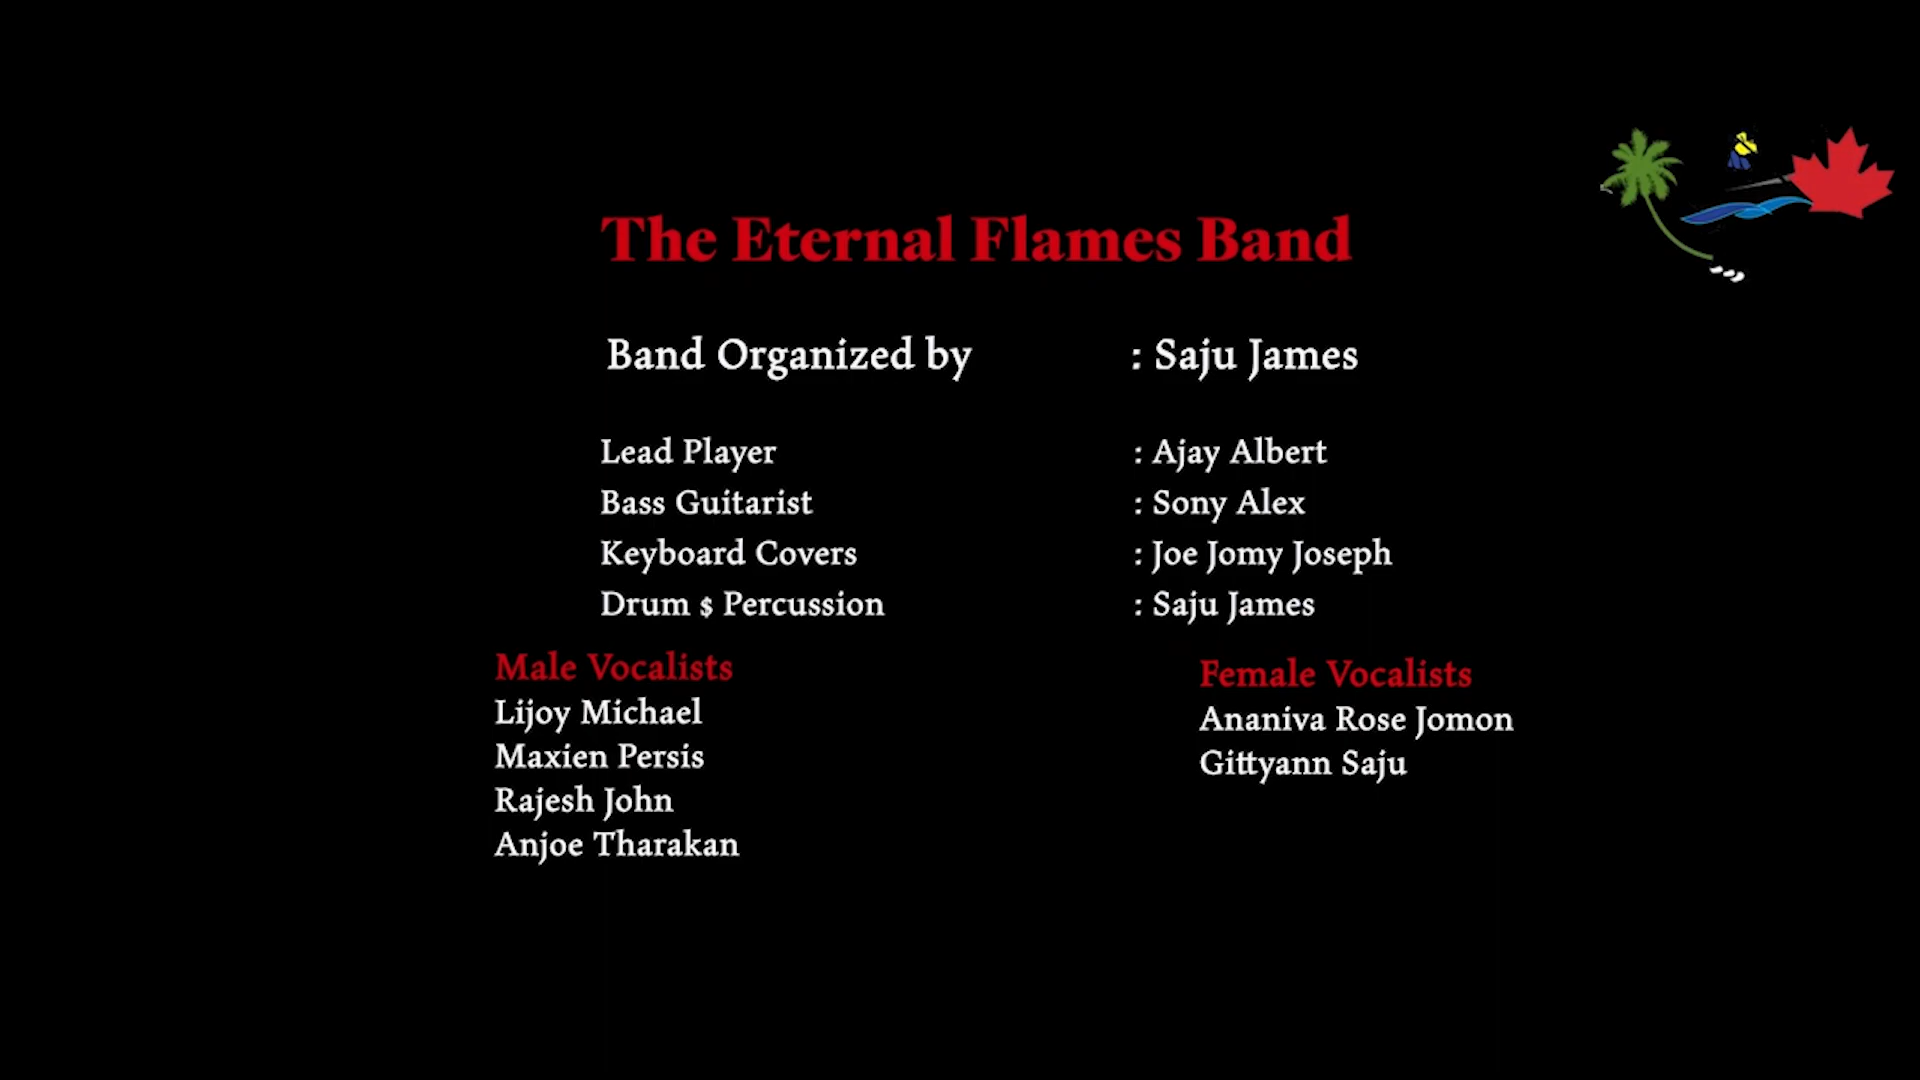 The Eternal Flames Band
Band Organized by : Saju James
Lead Player : Ajay Albert
Bass Guitarist : Sony Alex
Keyboard Covers : Joe Jomy Joseph
Drum $ Percussion : Saju James
Male Vocalists
Lijoy Michael
Maxien Persis
Rajesh John
Anjoe Tharakan
Female Vocalists
Ananiva Rose Jomon
Gittyann Saju